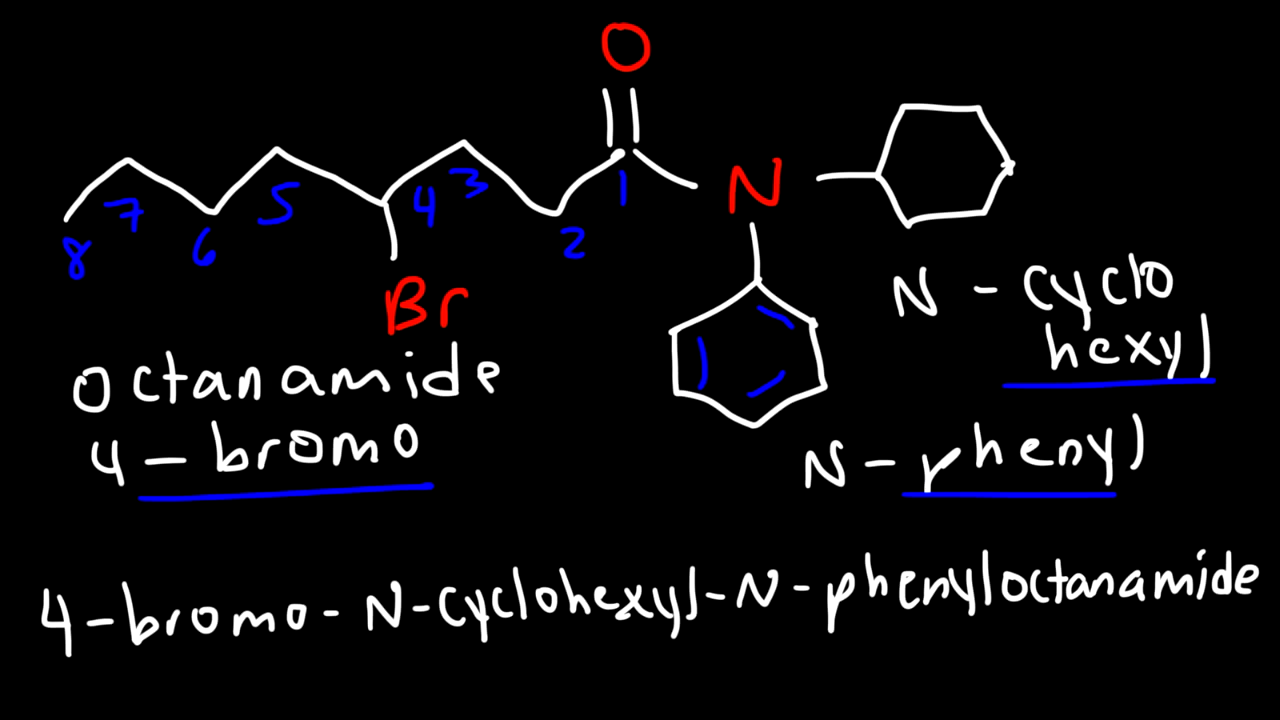 O
N
8 7 6 5 4 3 2 1
Br
N - cyclo
hexyl
octanamide
4 - bromo
N - phenyl
4-bromo-N-cyclohexyl-N-phenyloctanamide